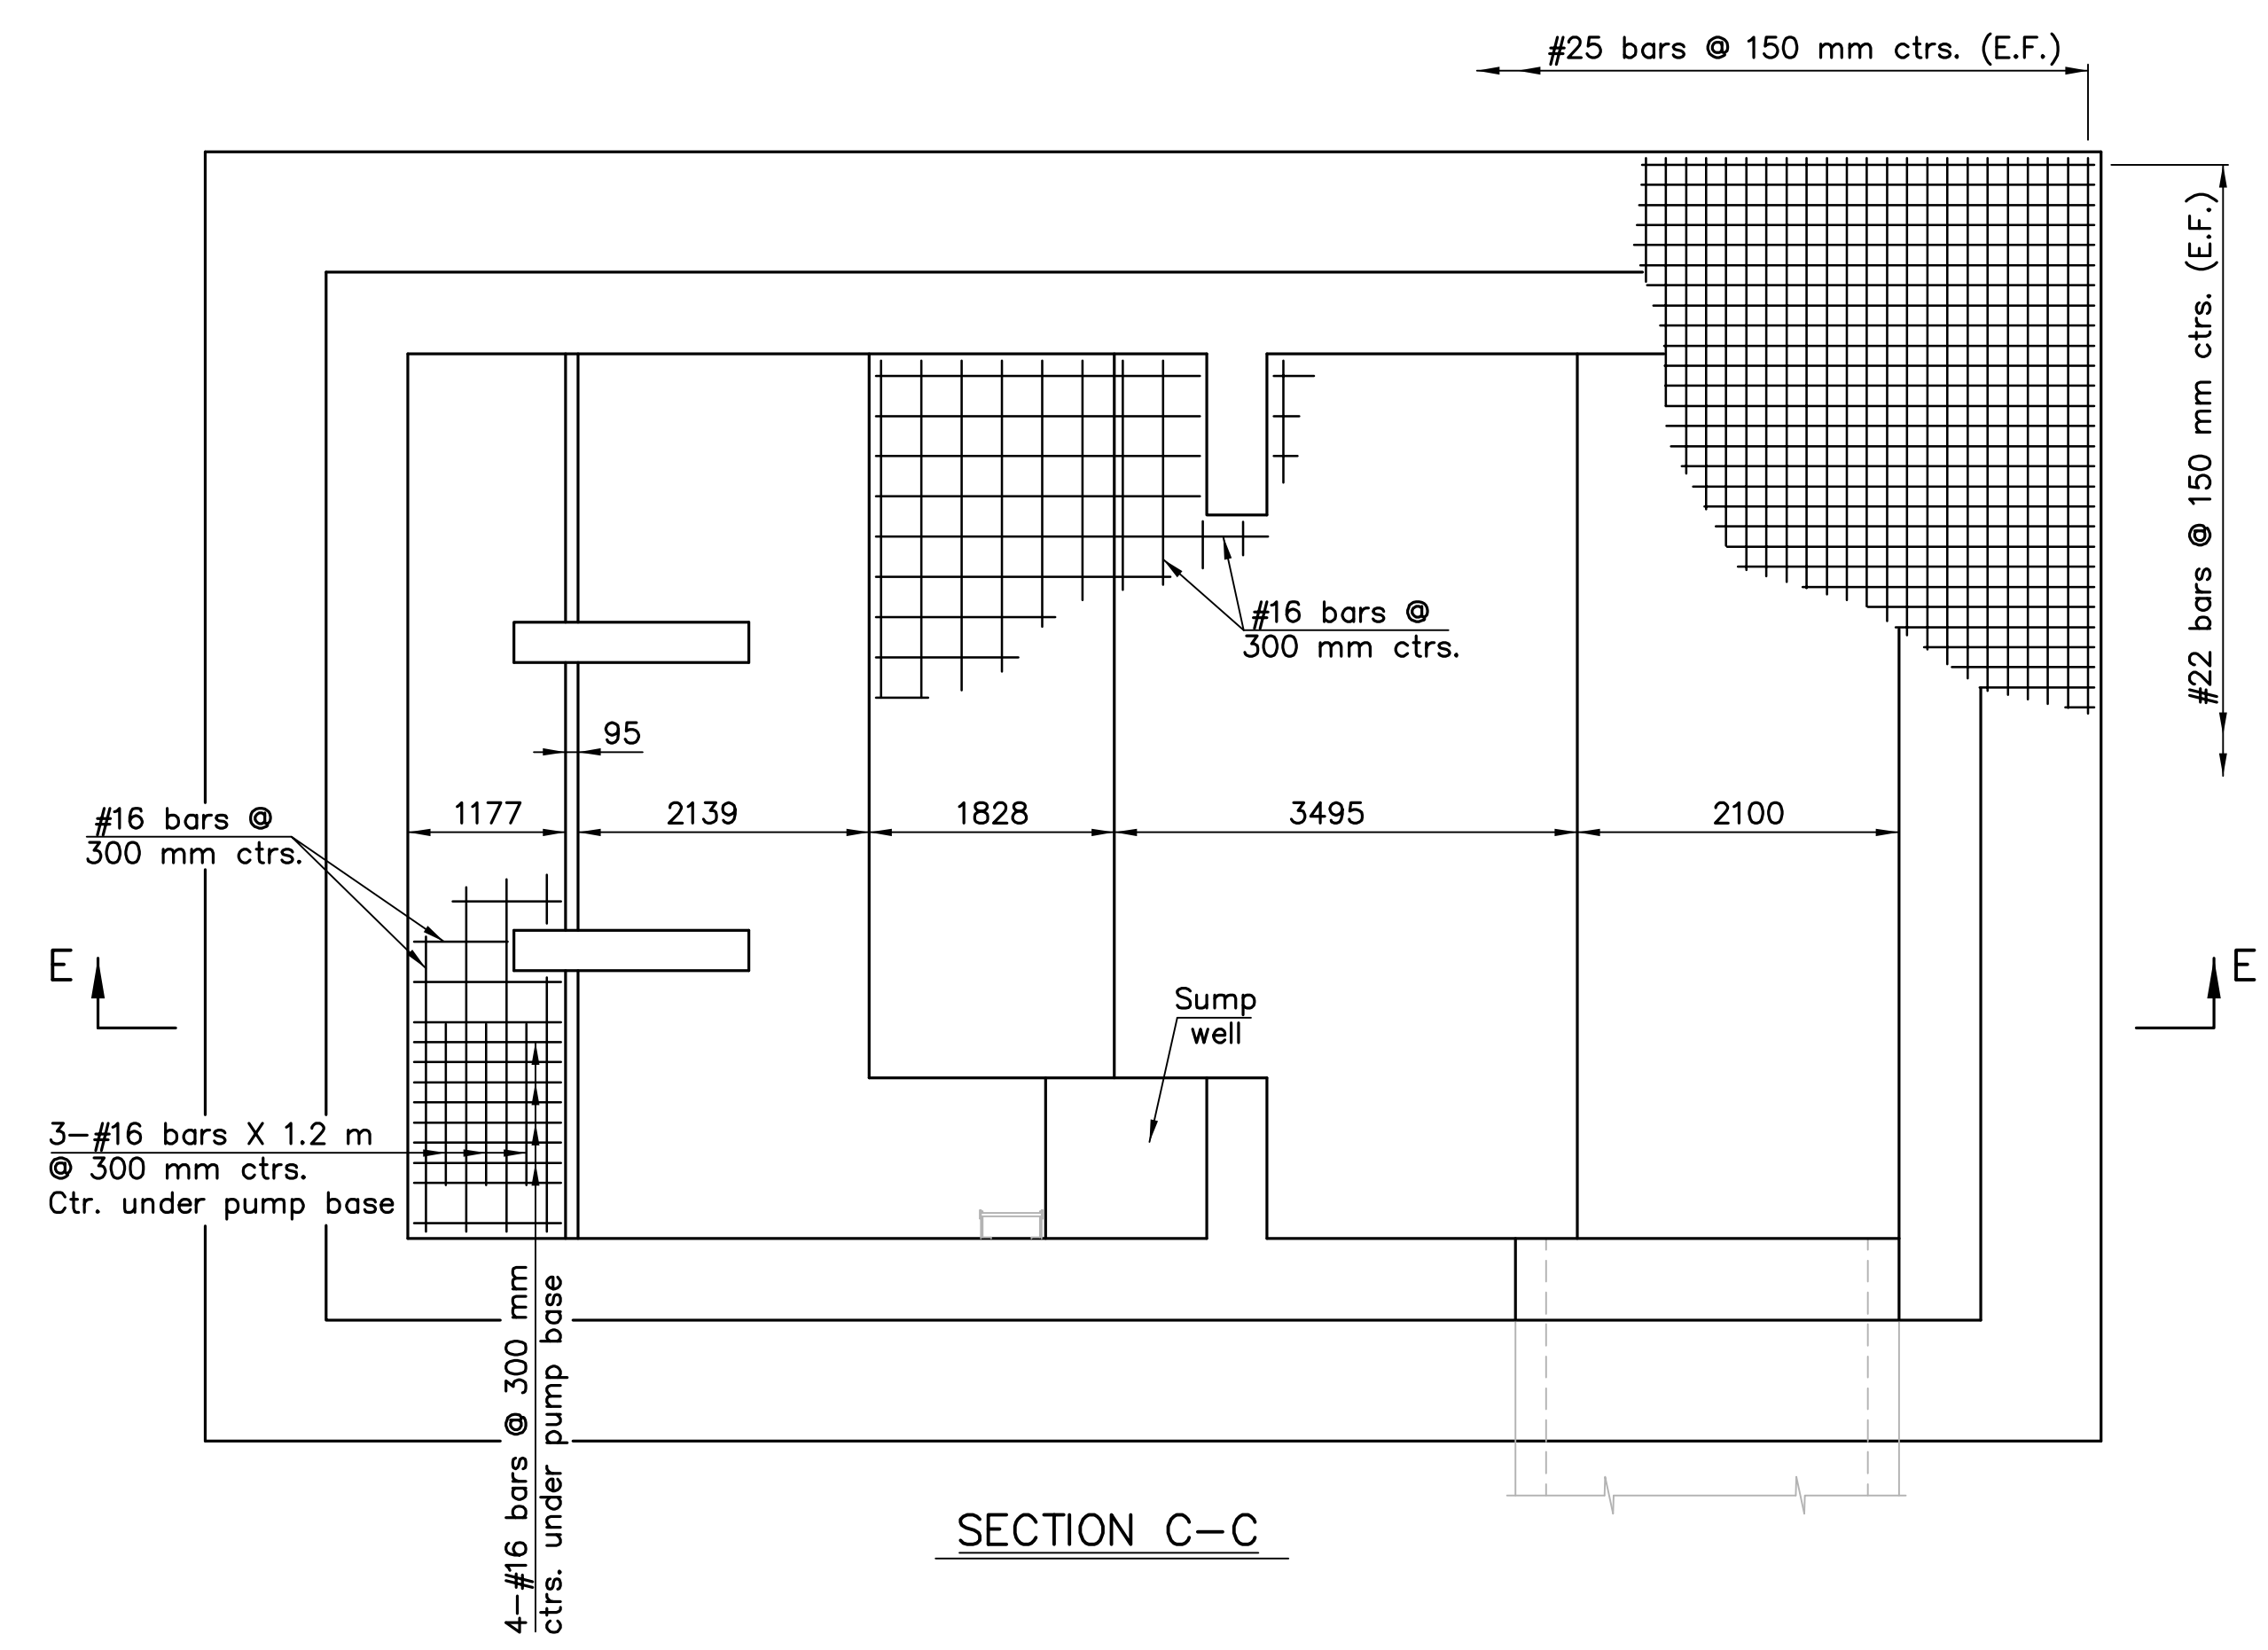 #25 bars @ 150 mm ctrs. (E.F.)
#22 bars @ 150 mm ctrs. (E.F.)
#16 bars @
300 mm ctrs.
95
1177
2139
1828
3495
2100
#16 bars @
300 mm ctrs.
E
E
Sump
well
3-#16 bars X 1.2 m
@ 300 mm ctrs.
Ctr. under pump base
4-#16 bars @ 300 mm
ctrs. under pump base
SECTION C-C